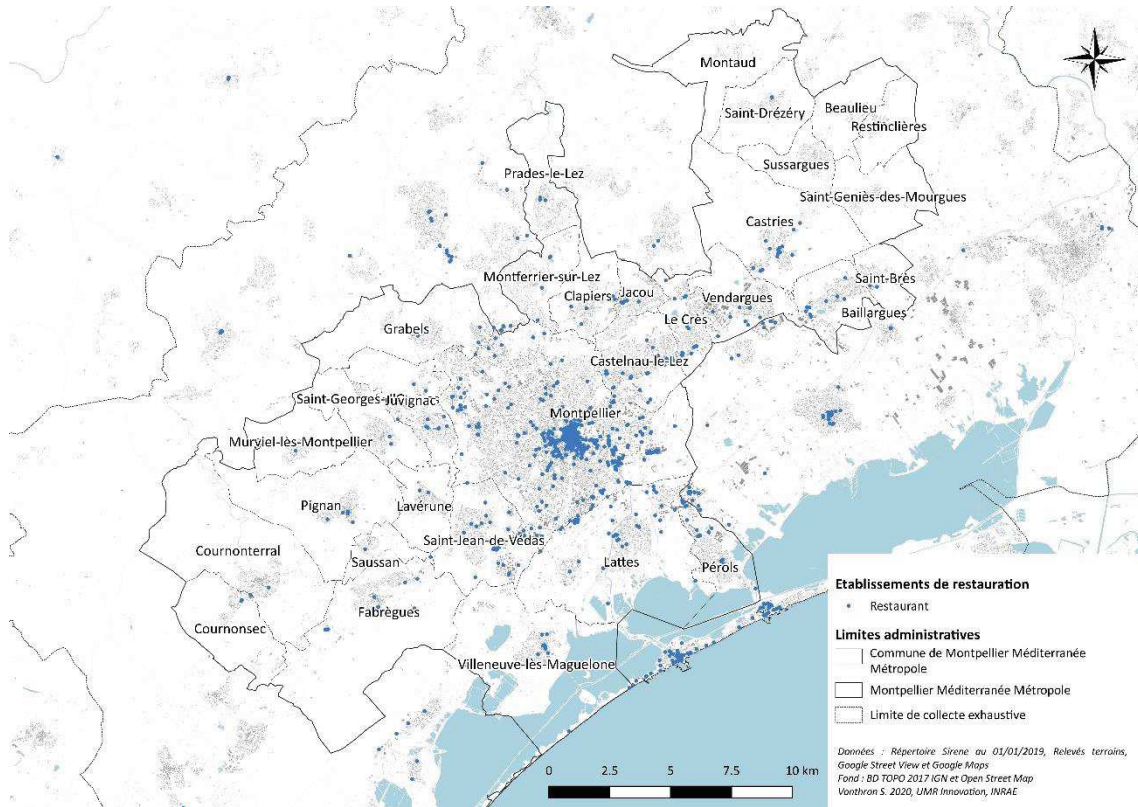 Montaud
Saint-Drézéry
Beaulieu
Restinclières
Sussargues
Prades-le-Lez
Saint-Geniès-des-Mourgues
Castries
Montferrier-sur-Lez
Saint-Brès
Clapiers
Jacou
Vendargues
Baillargues
Le Crès
Grabels
Castelnau-le-Lez
Saint-Georges-
Juvignac
Montpellier
Murviel-lès-Montpellier
Pignan
Lavérune
Saint-Jean-de-Védas
Cournonterral
Saussan
Lattes
Pérols
Fabrègues
Cournonsec
Villeneuve-lès-Maguelone
Etablissements de restauration
Restaurant
Limites administratives
Commune de Montpellier Méditerranée
Métropole
Montpellier Méditerranée Métropole
Limite de collecte exhaustive
Données : Répertoire Sirene au 01/01/2019, Relevés terrains,
Google Street View et Google Maps
Fond : BD TOPO 2017 IGN et Open Street Map
Vonthron S. 2020, UMR Innovation, INRAE
0 2.5 5 7.5 10 km